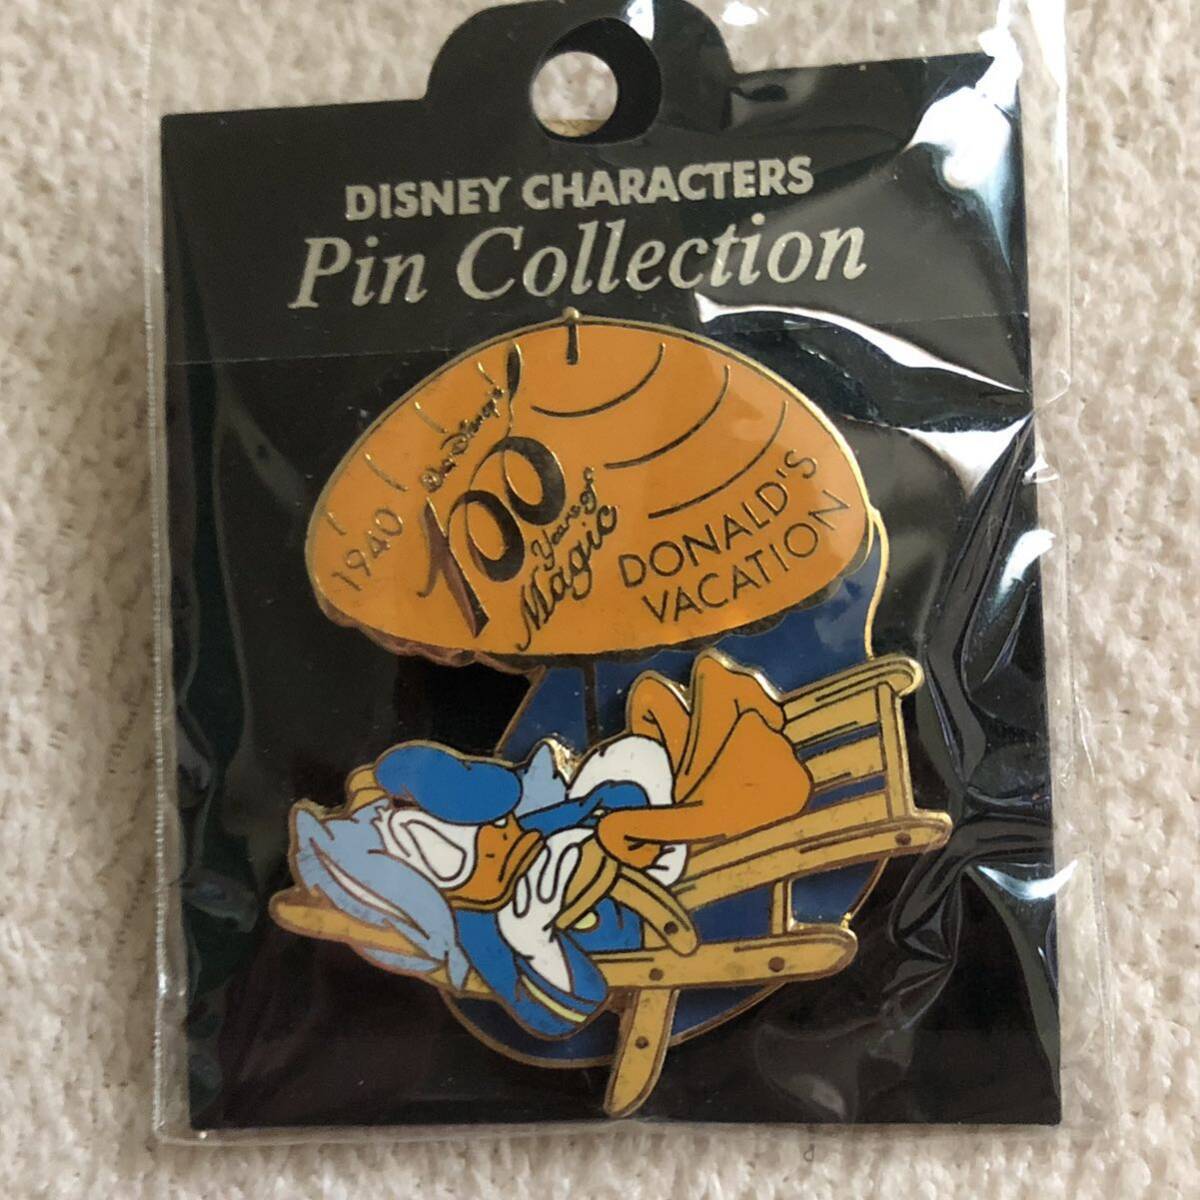 DISNEY CHARACTERS
Pin Collection
1940
Walt Disney's
100
Years of
Magic
DONALD'S
VACATION